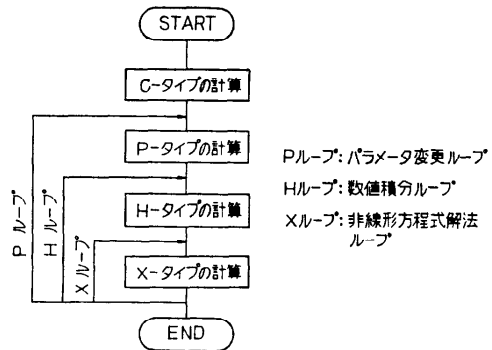 START
C-タイプの計算
P-タイプの計算
H-タイプの計算
X-タイプの計算
END
Pループ
Hループ
Xループ
Pループ:パラメータ変更ループ
Hループ:数値積分ループ
Xループ:非線形方程式解法
ループ